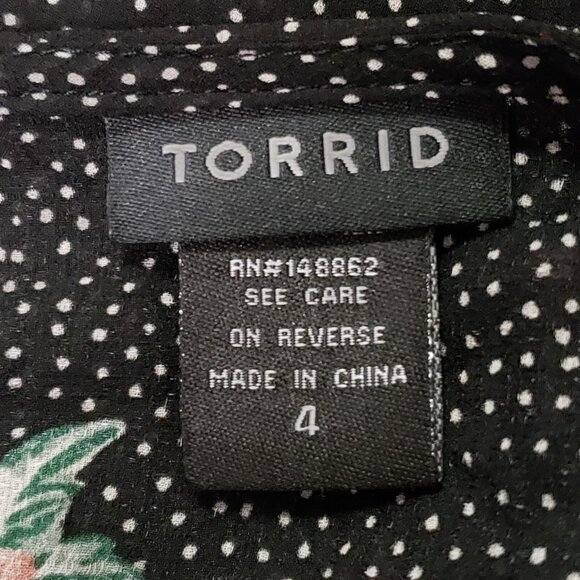 TORRID
RN#148862
SEE CARE
ON REVERSE
MADE IN CHINA
4